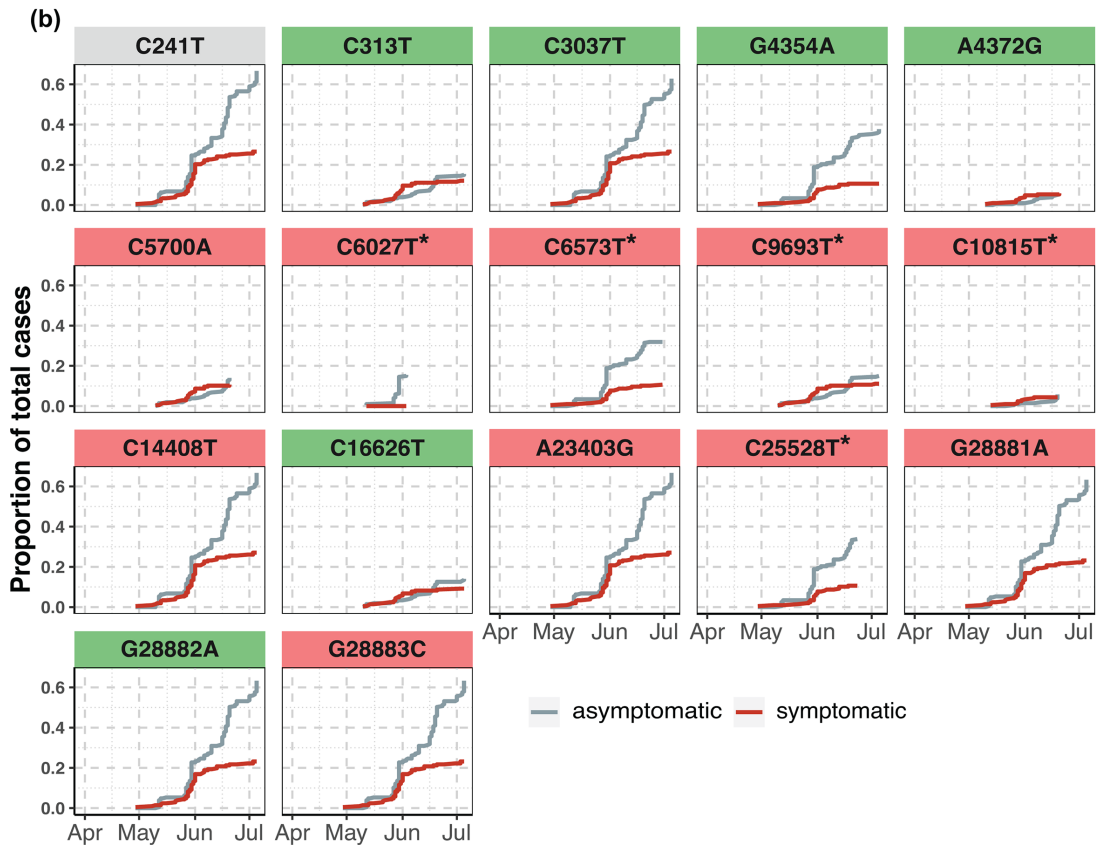 (b)
C241T C313T C3037T G4354A A4372G
0.6
0.4
0.2
0.0
C5700A C6027T* C6573T* C9693T* C10815T*
0.6
0.4
0.2
0.0
Proportion of total cases
C14408T C16626T A23403G C25528T* G28881A
0.6
0.4
0.2
0.0
Apr May Jun Jul Apr May Jun Jul Apr May Jun Jul
G28882A G28883C
0.6
0.4
0.2
0.0
asymptomatic symptomatic
Apr May Jun Jul Apr May Jun Jul